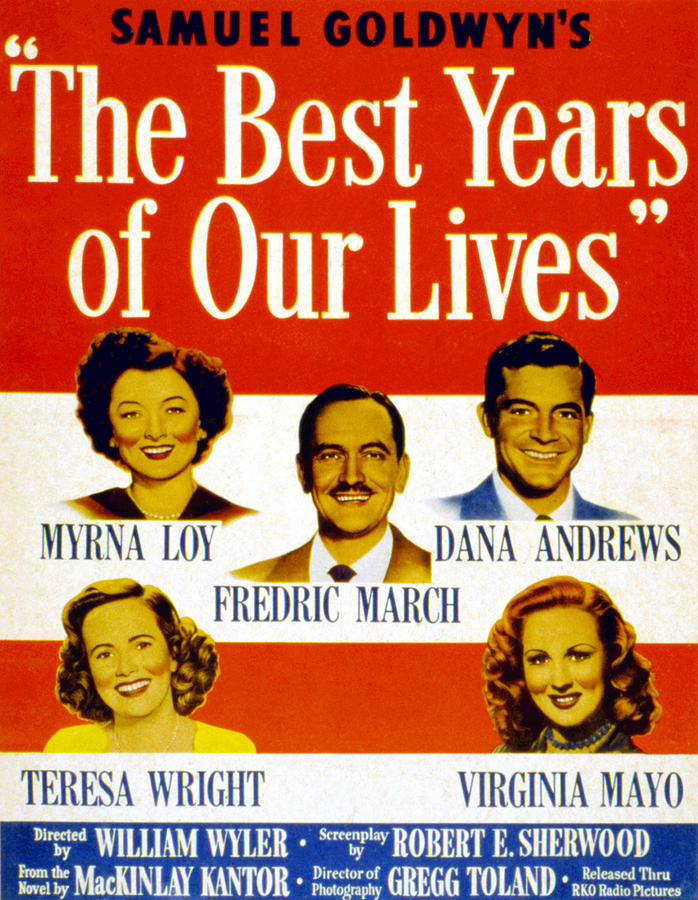 SAMUEL GOLDWYN'S
"The Best Years
of Our Lives"
MYRNA LOY
DANA ANDREWS
FREDRIC MARCH
TERESA WRIGHT
VIRGINIA MAYO
Directed by WILLIAM WYLER • Screenplay by ROBERT E. SHERWOOD
From the Novel by MacKINLAY KANTOR • Director of Photography GREGG TOLAND • Released Thru RKO Radio Pictures